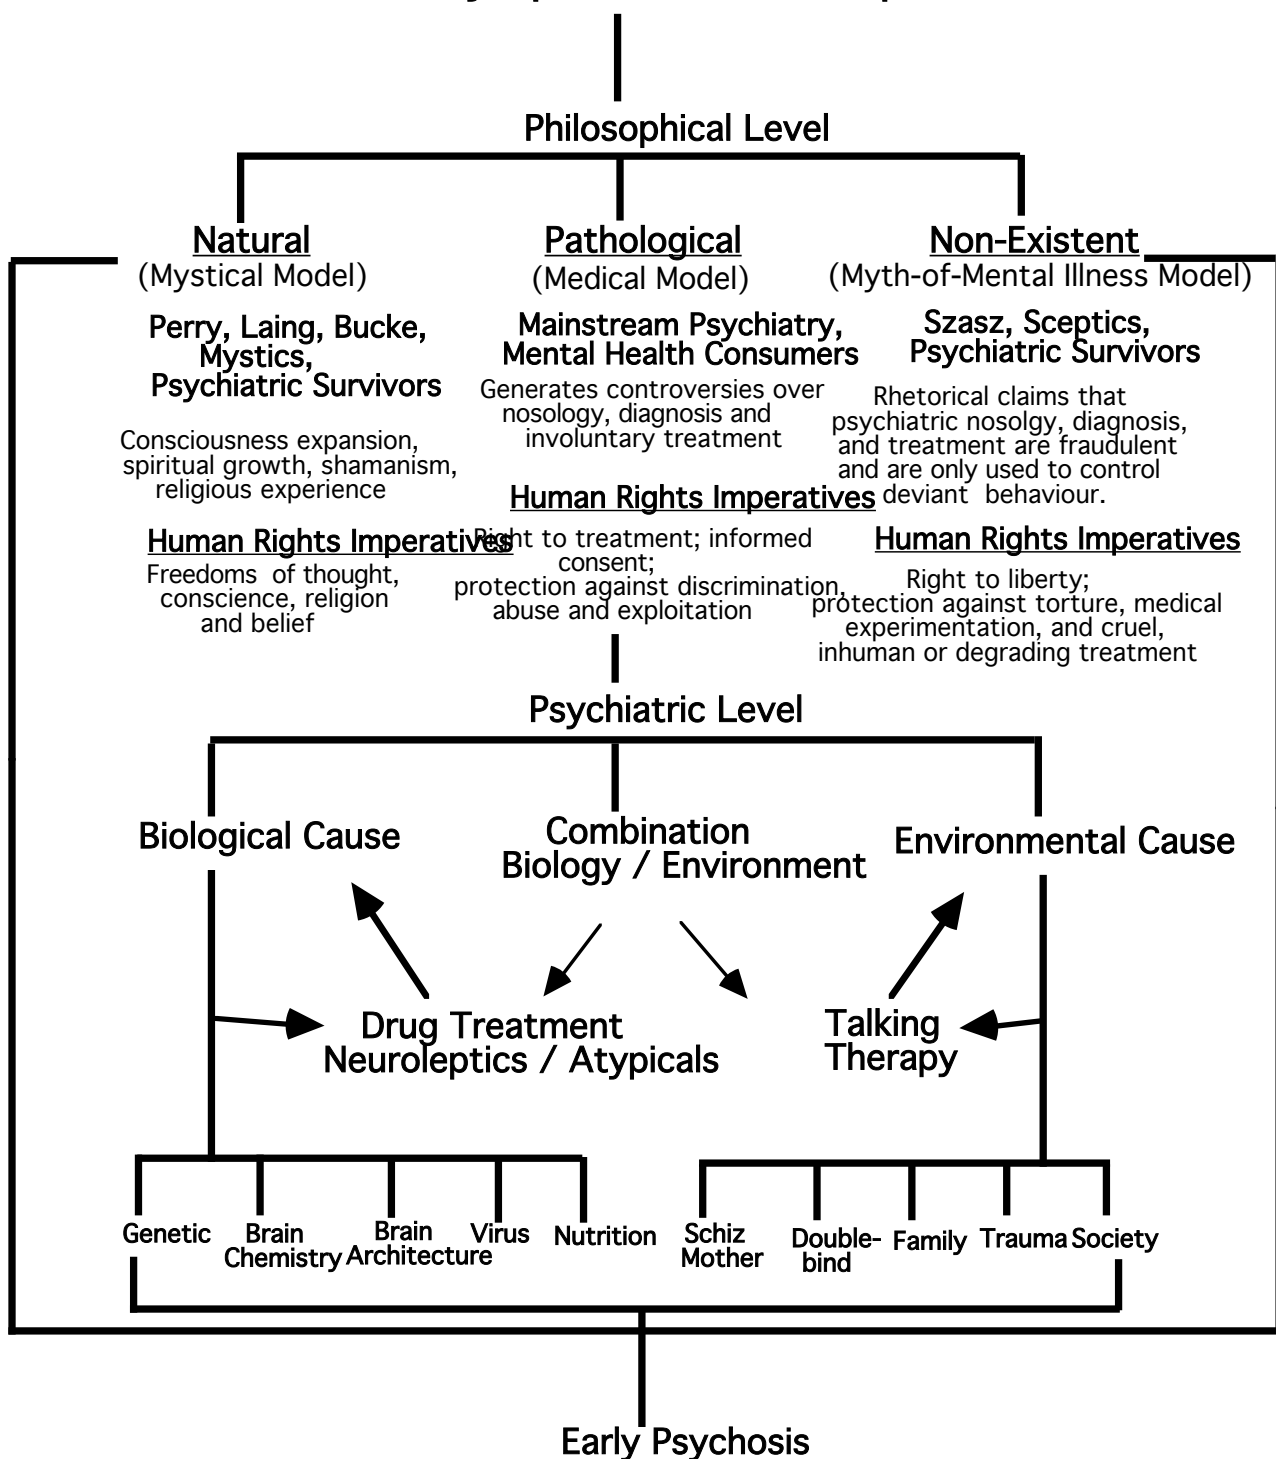 Philosophical Level
Natural
(Mystical Model)
Perry, Laing, Bucke,
Mystics,
Psychiatric Survivors
Consciousness expansion,
spiritual growth, shamanism,
religious experience
Human Rights Imperatives
Freedoms of thought,
conscience, religion
and belief
Pathological
(Medical Model)
Mainstream Psychiatry,
Mental Health Consumers
Generates controversies over
nosology, diagnosis and
involuntary treatment
Human Rights Imperatives
Right to treatment; informed
consent;
protection against discrimination,
abuse and exploitation
Non-Existent
(Myth-of-Mental Illness Model)
Szasz, Sceptics,
Psychiatric Survivors
Rhetorical claims that
psychiatric nosolgy, diagnosis,
and treatment are fraudulent
and are only used to control
deviant behaviour.
Human Rights Imperatives
Right to liberty;
protection against torture, medical
experimentation, and cruel,
inhuman or degrading treatment
Psychiatric Level
Biological Cause
Combination
Biology / Environment
Environmental Cause
Drug Treatment
Neuroleptics / Atypicals
Talking
Therapy
Genetic
Brain
Chemistry
Brain
Architecture
Virus
Nutrition
Schiz
Mother
Double-
bind
Family
Trauma
Society
Early Psychosis